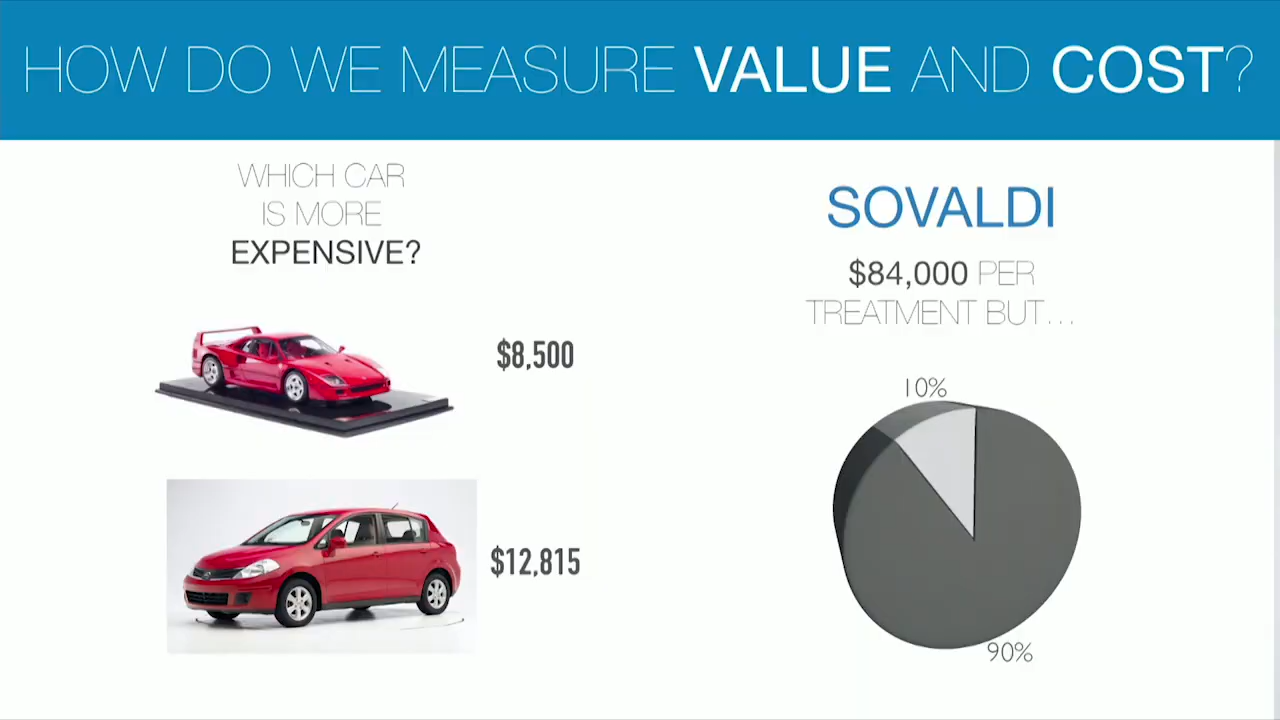 HOW DO WE MEASURE VALUE AND COST?
WHICH CAR
IS MORE
EXPENSIVE?
$8,500
$12,815
SOVALDI
$84,000 PER
TREATMENT BUT...
10%
90%